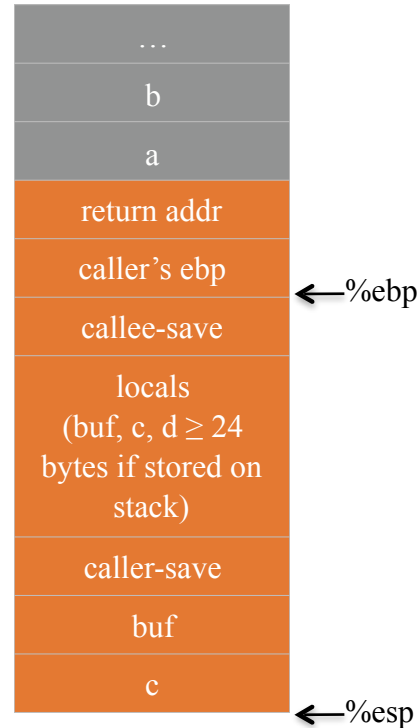 …
b
a
return addr
caller’s ebp
%ebp
callee-save
locals
(buf, c, d ≥ 24
bytes if stored on
stack)
caller-save
buf
c
%esp